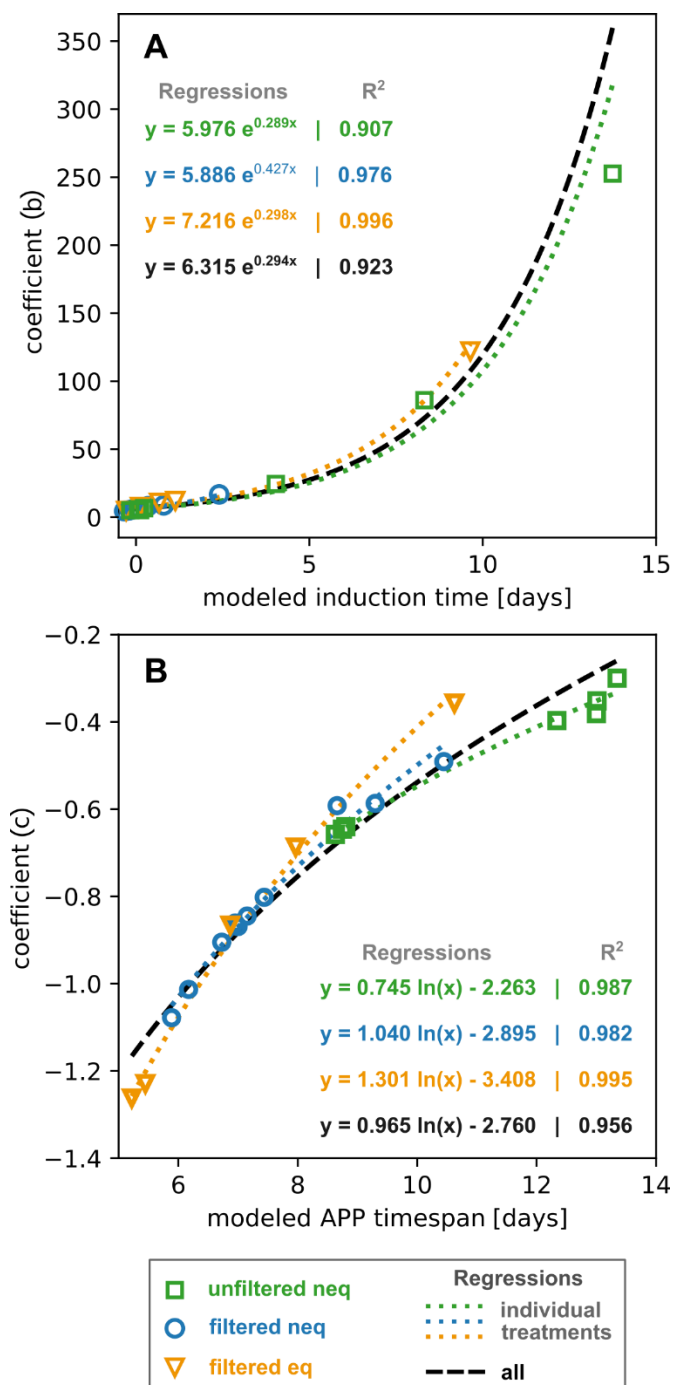 A
Regressions R²
y = 5.976 e^0.289x | 0.907
y = 5.886 e^0.427x | 0.976
y = 7.216 e^0.298x | 0.996
y = 6.315 e^0.294x | 0.923
350
300
250
200
150
100
50
0
coefficient (b)
0 5 10 15
modeled induction time [days]
B
−0.2
−0.4
−0.6
−0.8
−1.0
−1.2
−1.4
coefficient (c)
Regressions R²
y = 0.745 ln(x) - 2.263 | 0.987
y = 1.040 ln(x) - 2.895 | 0.982
y = 1.301 ln(x) - 3.408 | 0.995
y = 0.965 ln(x) - 2.760 | 0.956
6 8 10 12 14
modeled APP timespan [days]
unfiltered neq
filtered neq
filtered eq
Regressions
individual
treatments
all